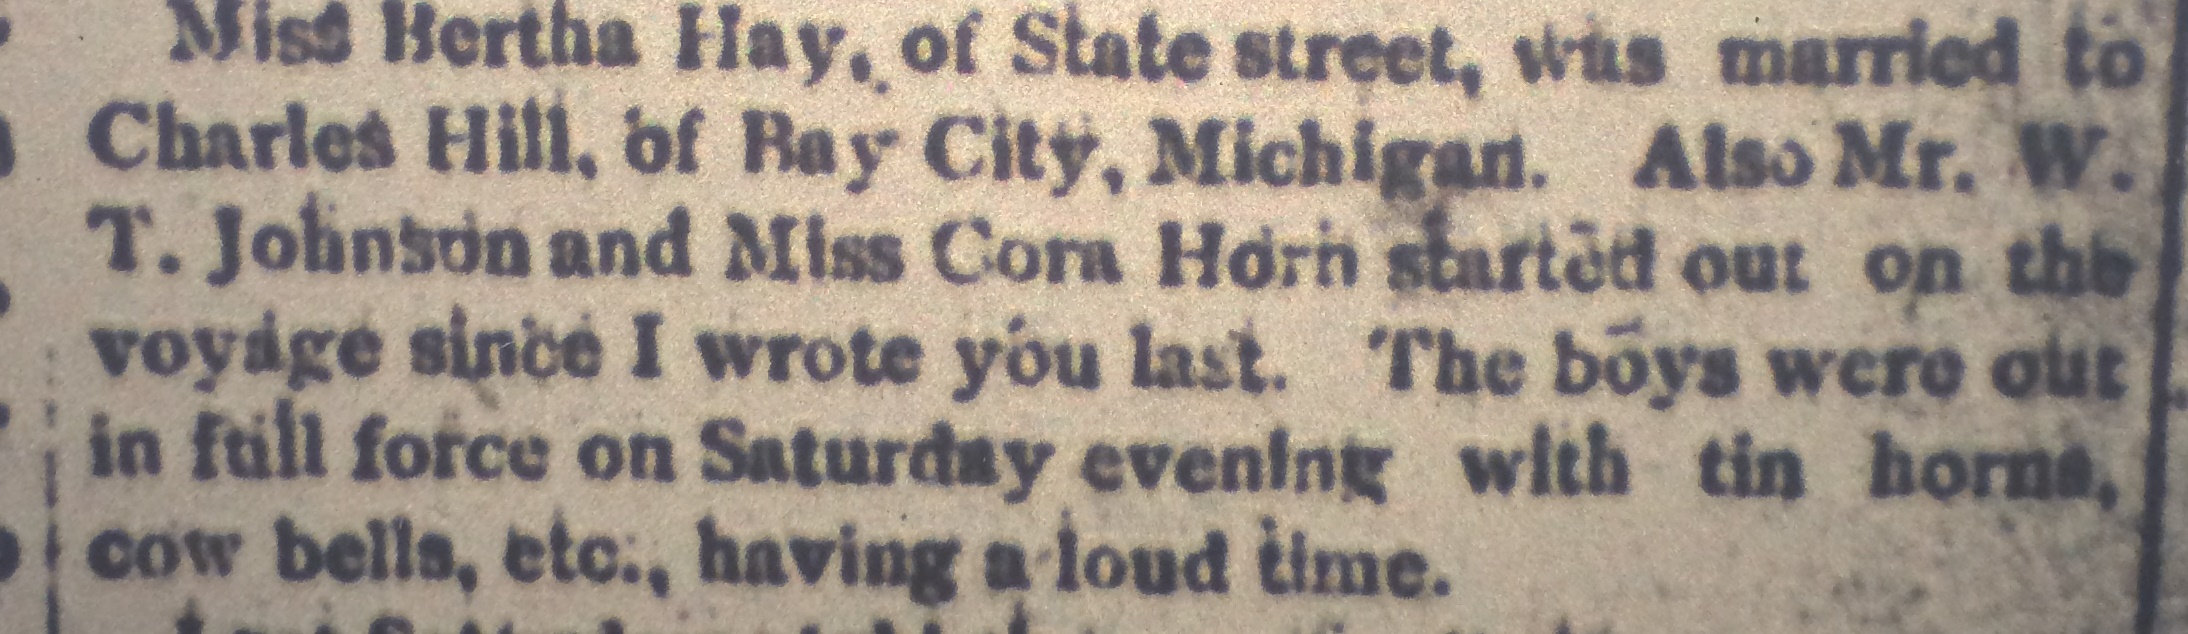 Miss Bertha Hay, of State street, was married to
Charles Hill, of Bay City, Michigan. Also Mr. W.
T. Johnson and Miss Cora Horn started out on the
voyage since I wrote you last. The boys were out
in full force on Saturday evening with tin horns,
cow bells, etc., having a loud time.